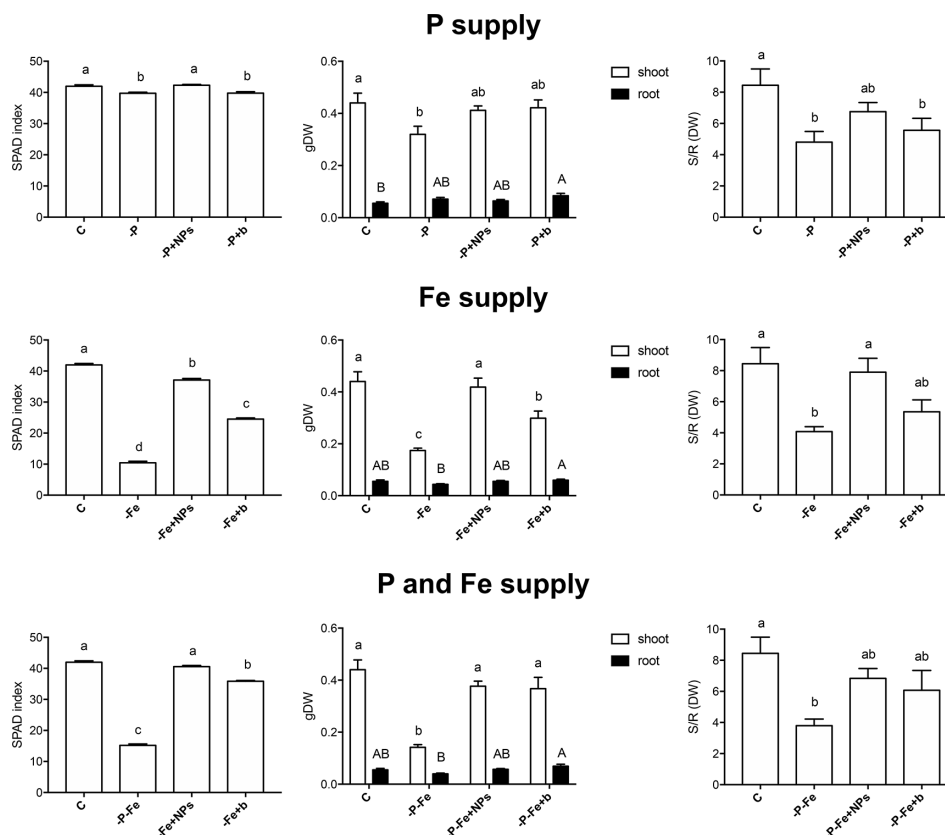 P supply
50
40
30
20
10
0
SPAD index
a
b
a
b
C
-P
-P+NPs
-P+b
0.6
0.4
0.2
0.0
gDW
a
b
ab
ab
B
AB
AB
A
C
-P
-P+NPs
-P+b
shoot
root
10
8
6
4
2
0
S/R (DW)
a
b
ab
b
C
-P
-P+NPs
-P+b
Fe supply
50
40
30
20
10
0
SPAD index
a
d
b
c
C
-Fe
-Fe+NPs
-Fe+b
0.6
0.4
0.2
0.0
gDW
a
c
a
b
AB
B
AB
A
C
-Fe
-Fe+NPs
-Fe+b
shoot
root
10
8
6
4
2
0
S/R (DW)
a
b
a
ab
C
-Fe
-Fe+NPs
-Fe+b
P and Fe supply
50
40
30
20
10
0
SPAD index
a
c
a
b
C
-P-Fe
-Fe+NPs
-Fe+b
0.6
0.4
0.2
0.0
gDW
a
b
a
a
AB
B
AB
A
C
-P-Fe
P-Fe+NPs
-P-Fe+b
shoot
root
10
8
6
4
2
0
S/R (DW)
a
b
ab
ab
C
-P-Fe
P-Fe+NPs
-P-Fe+b